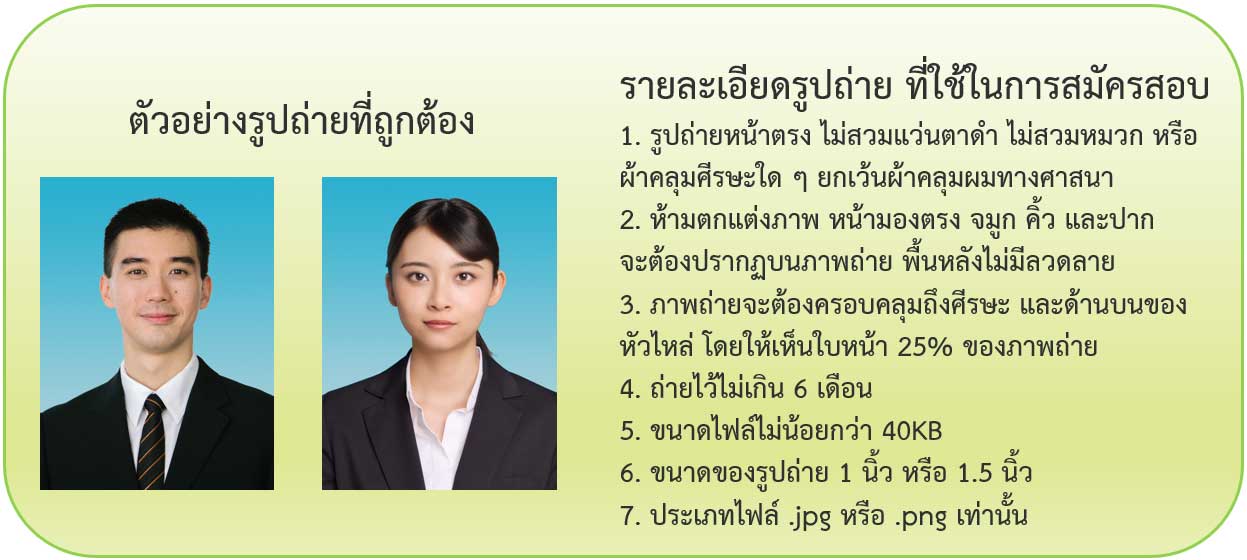 ตัวอย่างรูปถ่ายที่ถูกต้อง
รายละเอียดรูปถ่าย ที่ใช้ในการสมัครสอบ
1. รูปถ่ายหน้าตรง ไม่สวมแว่นตาดำ ไม่สวมหมวก หรือ
ผ้าคลุมศีรษะใด ๆ ยกเว้นผ้าคลุมผมทางศาสนา
2. ห้ามตกแต่งภาพ หน้ามองตรง จมูก คิ้ว และปาก
จะต้องปรากฏบนภาพถ่าย พื้นหลังไม่มีลวดลาย
3. ภาพถ่ายจะต้องครอบคลุมถึงศีรษะ และด้านบนของ
หัวไหล่ โดยให้เห็นใบหน้า 25% ของภาพถ่าย
4. ถ่ายไว้ไม่เกิน 6 เดือน
5. ขนาดไฟล์ไม่น้อยกว่า 40KB
6. ขนาดของรูปถ่าย 1 นิ้ว หรือ 1.5 นิ้ว
7. ประเภทไฟล์ .jpg หรือ .png เท่านั้น